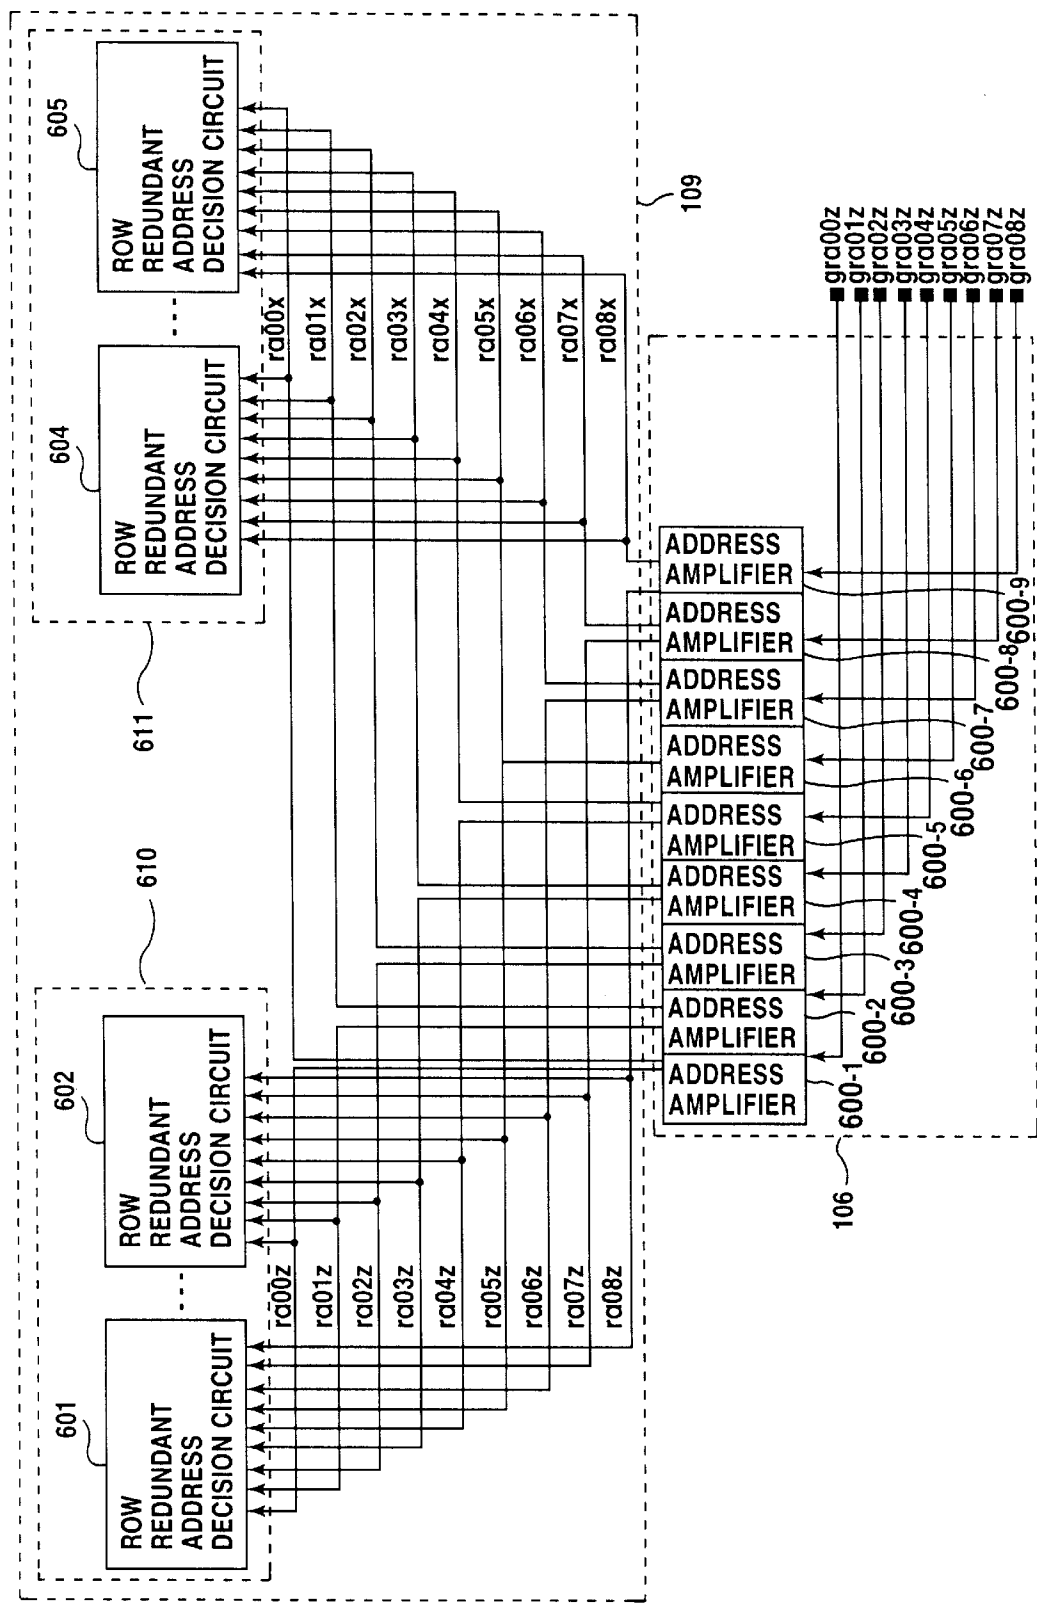 605
ROW
REDUNDANT
ADDRESS
DECISION CIRCUIT
604
ROW
REDUNDANT
ADDRESS
DECISION CIRCUIT
611
602
ROW
REDUNDANT
ADDRESS
DECISION CIRCUIT
601
ROW
REDUNDANT
ADDRESS
DECISION CIRCUIT
610
ra00x
ra01x
ra02x
ra03x
ra04x
ra05x
ra06x
ra07x
ra08x
ra00z
ra01z
ra02z
ra03z
ra04z
ra05z
ra06z
ra07z
ra08z
109
ADDRESS
AMPLIFIER
600-9
ADDRESS
AMPLIFIER
600-8
ADDRESS
AMPLIFIER
600-7
ADDRESS
AMPLIFIER
600-6
ADDRESS
AMPLIFIER
600-5
ADDRESS
AMPLIFIER
600-4
ADDRESS
AMPLIFIER
600-3
ADDRESS
AMPLIFIER
600-2
ADDRESS
AMPLIFIER
600-1
106
gra00z
gra01z
gra02z
gra03z
gra04z
gra05z
gra06z
gra07z
gra08z